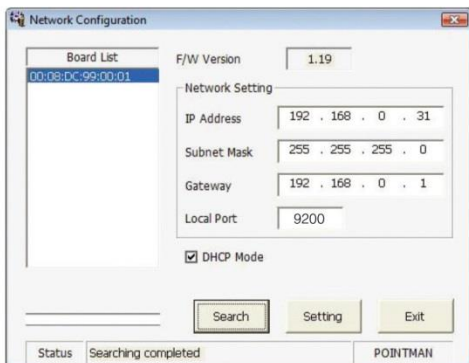 Network Configuration
Board List
00:08:DC:99:00:01
F/W Version 1.19
Network Setting
IP Address 192 . 168 . 0 . 31
Subnet Mask 255 . 255 . 255 . 0
Gateway 192 . 168 . 0 . 1
Local Port 9200
DHCP Mode
Search Setting Exit
Status Searching completed POINTMAN